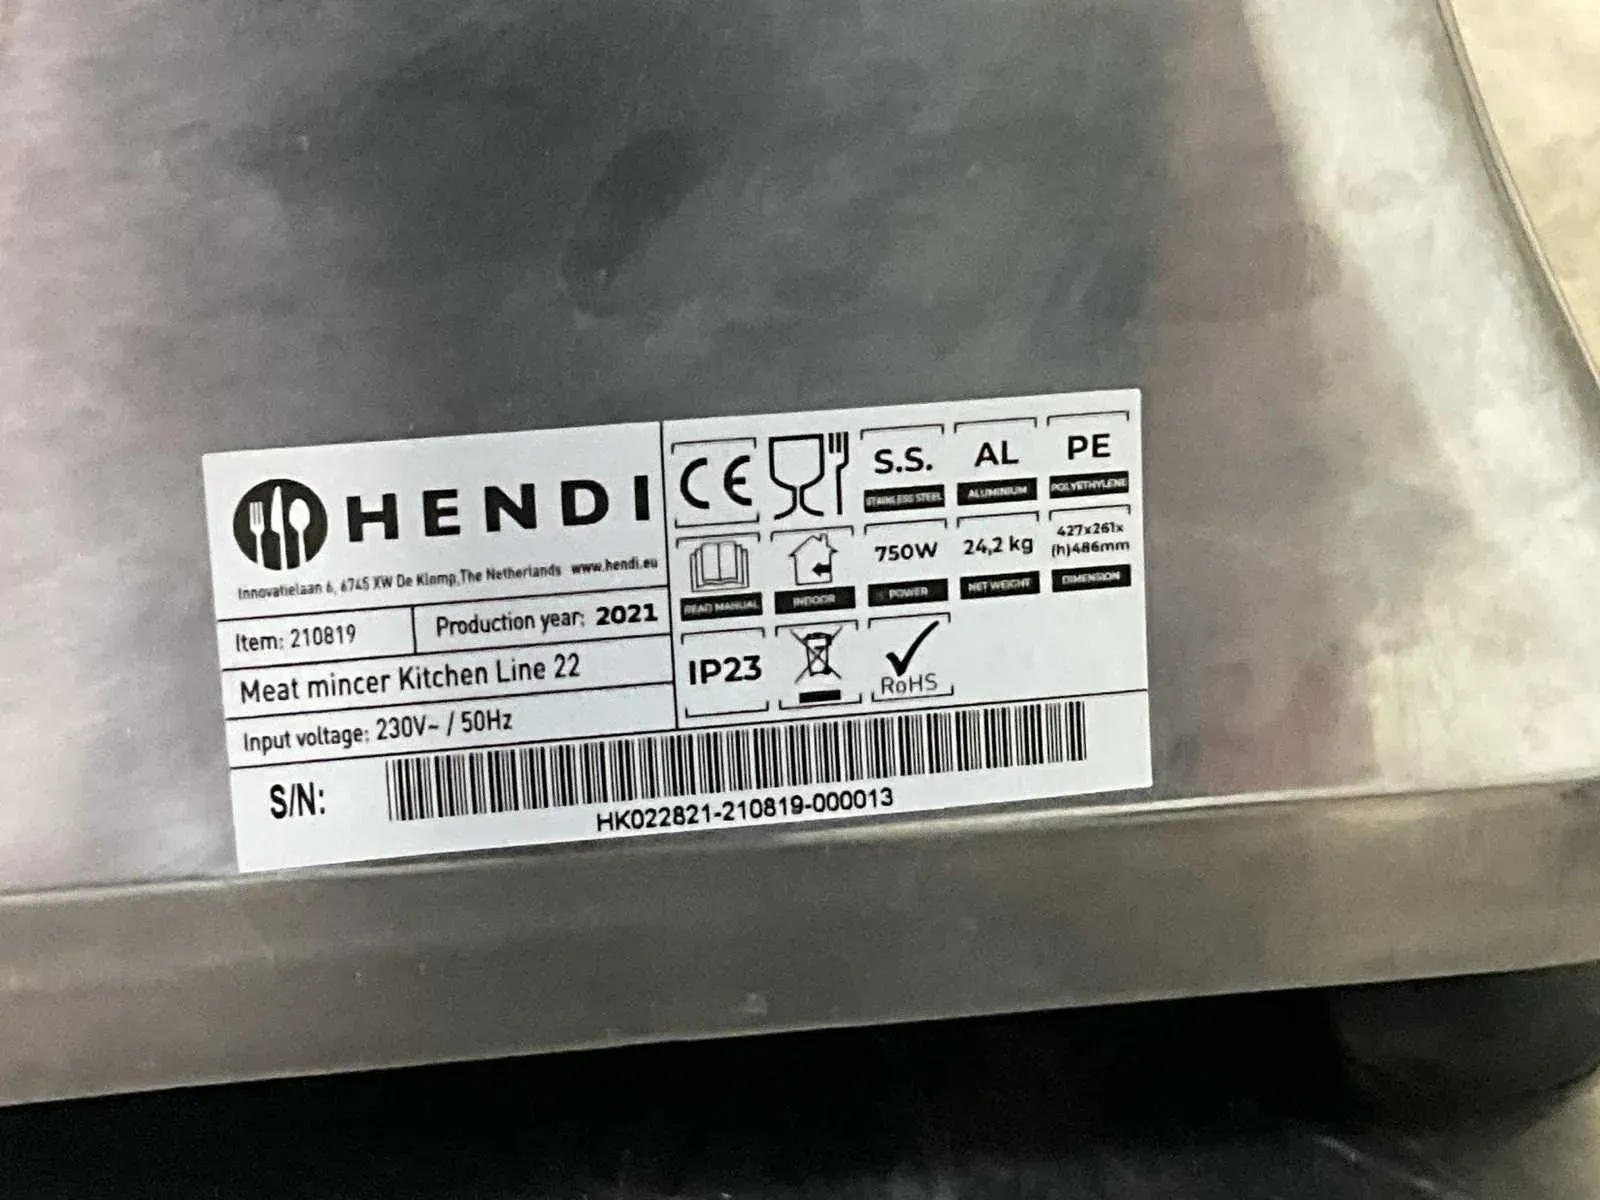 HENDI
Innovatielaan 6, 6745 XW De Klomp, The Netherlands www.hendi.eu
Item: 210819
Production year: 2021
Meat mincer Kitchen Line 22
Input voltage: 230V~ / 50Hz
CE
S.S.
STAINLESS STEEL
AL
ALUMINIUM
PE
POLYETHYLENE
READ MANUAL
INDOOR
750W
POWER
24,2 kg
NET WEIGHT
427x261x
(h)486mm
DIMENSION
IP23
RoHS
S/N:
HK022821-210819-000013